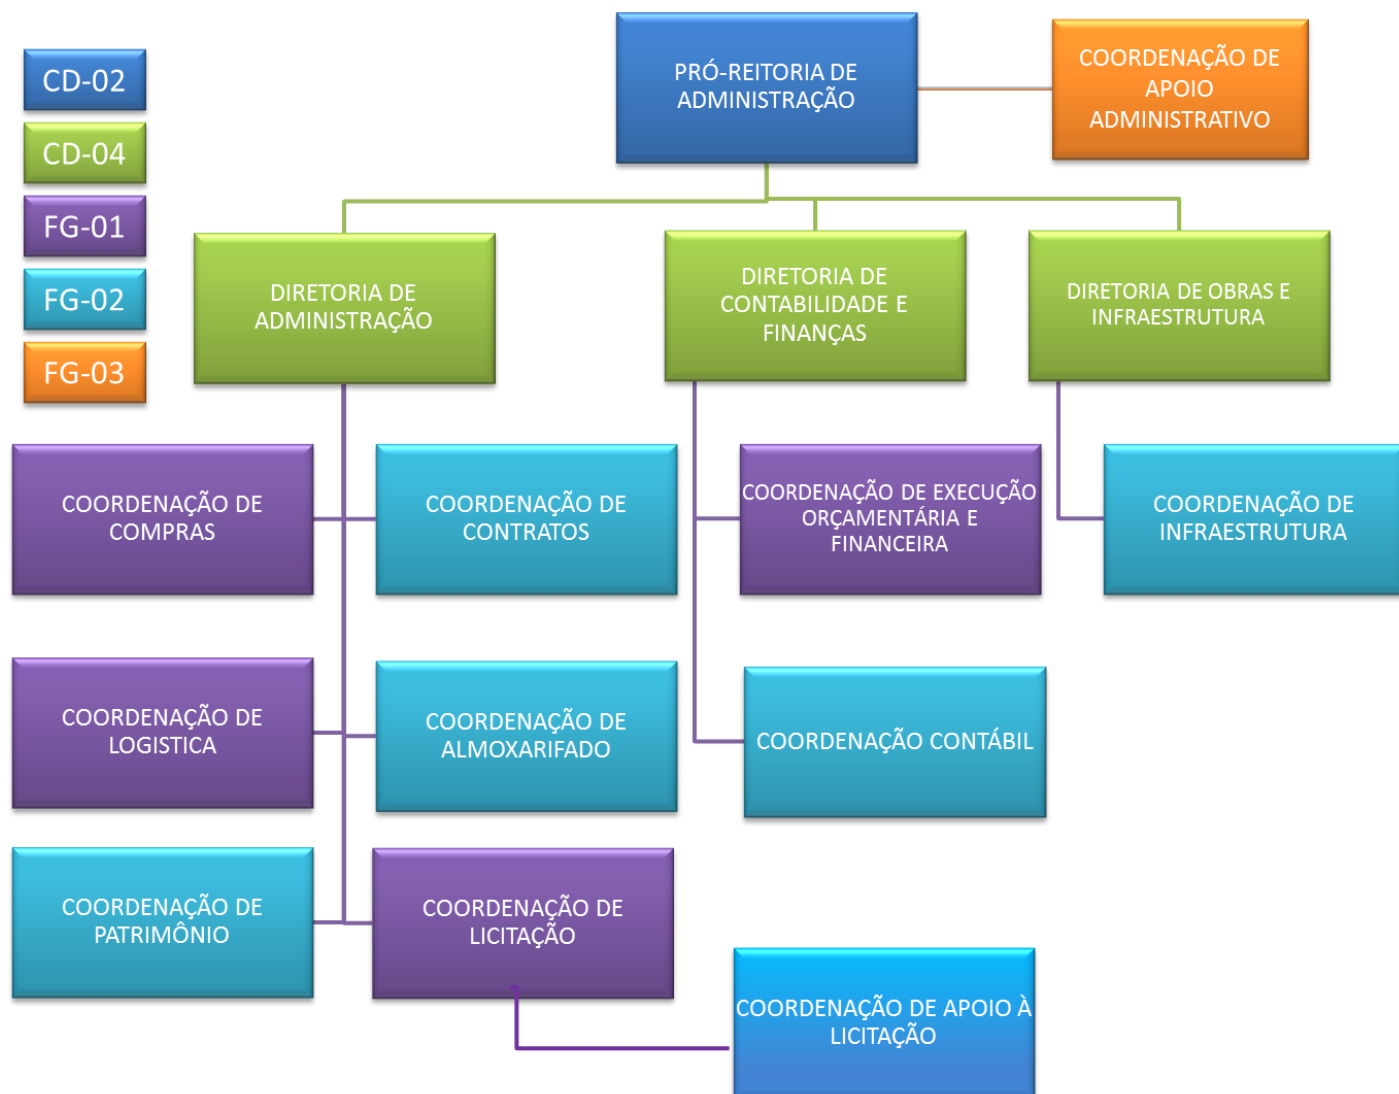 CD-02
CD-04
FG-01
FG-02
FG-03
PRÓ-REITORIA DE
ADMINISTRAÇÃO
COORDENAÇÃO DE
APOIO
ADMINISTRATIVO
DIRETORIA DE
ADMINISTRAÇÃO
DIRETORIA DE
CONTABILIDADE E
FINANÇAS
DIRETORIA DE OBRAS E
INFRAESTRUTURA
COORDENAÇÃO DE
COMPRAS
COORDENAÇÃO DE
CONTRATOS
COORDENAÇÃO DE EXECUÇÃO
ORÇAMENTÁRIA E
FINANCEIRA
COORDENAÇÃO DE
INFRAESTRUTURA
COORDENAÇÃO DE
LOGISTICA
COORDENAÇÃO DE
ALMOXARIFADO
COORDENAÇÃO CONTÁBIL
COORDENAÇÃO DE
PATRIMÔNIO
COORDENAÇÃO DE
LICITAÇÃO
COORDENAÇÃO DE APOIO À
LICITAÇÃO